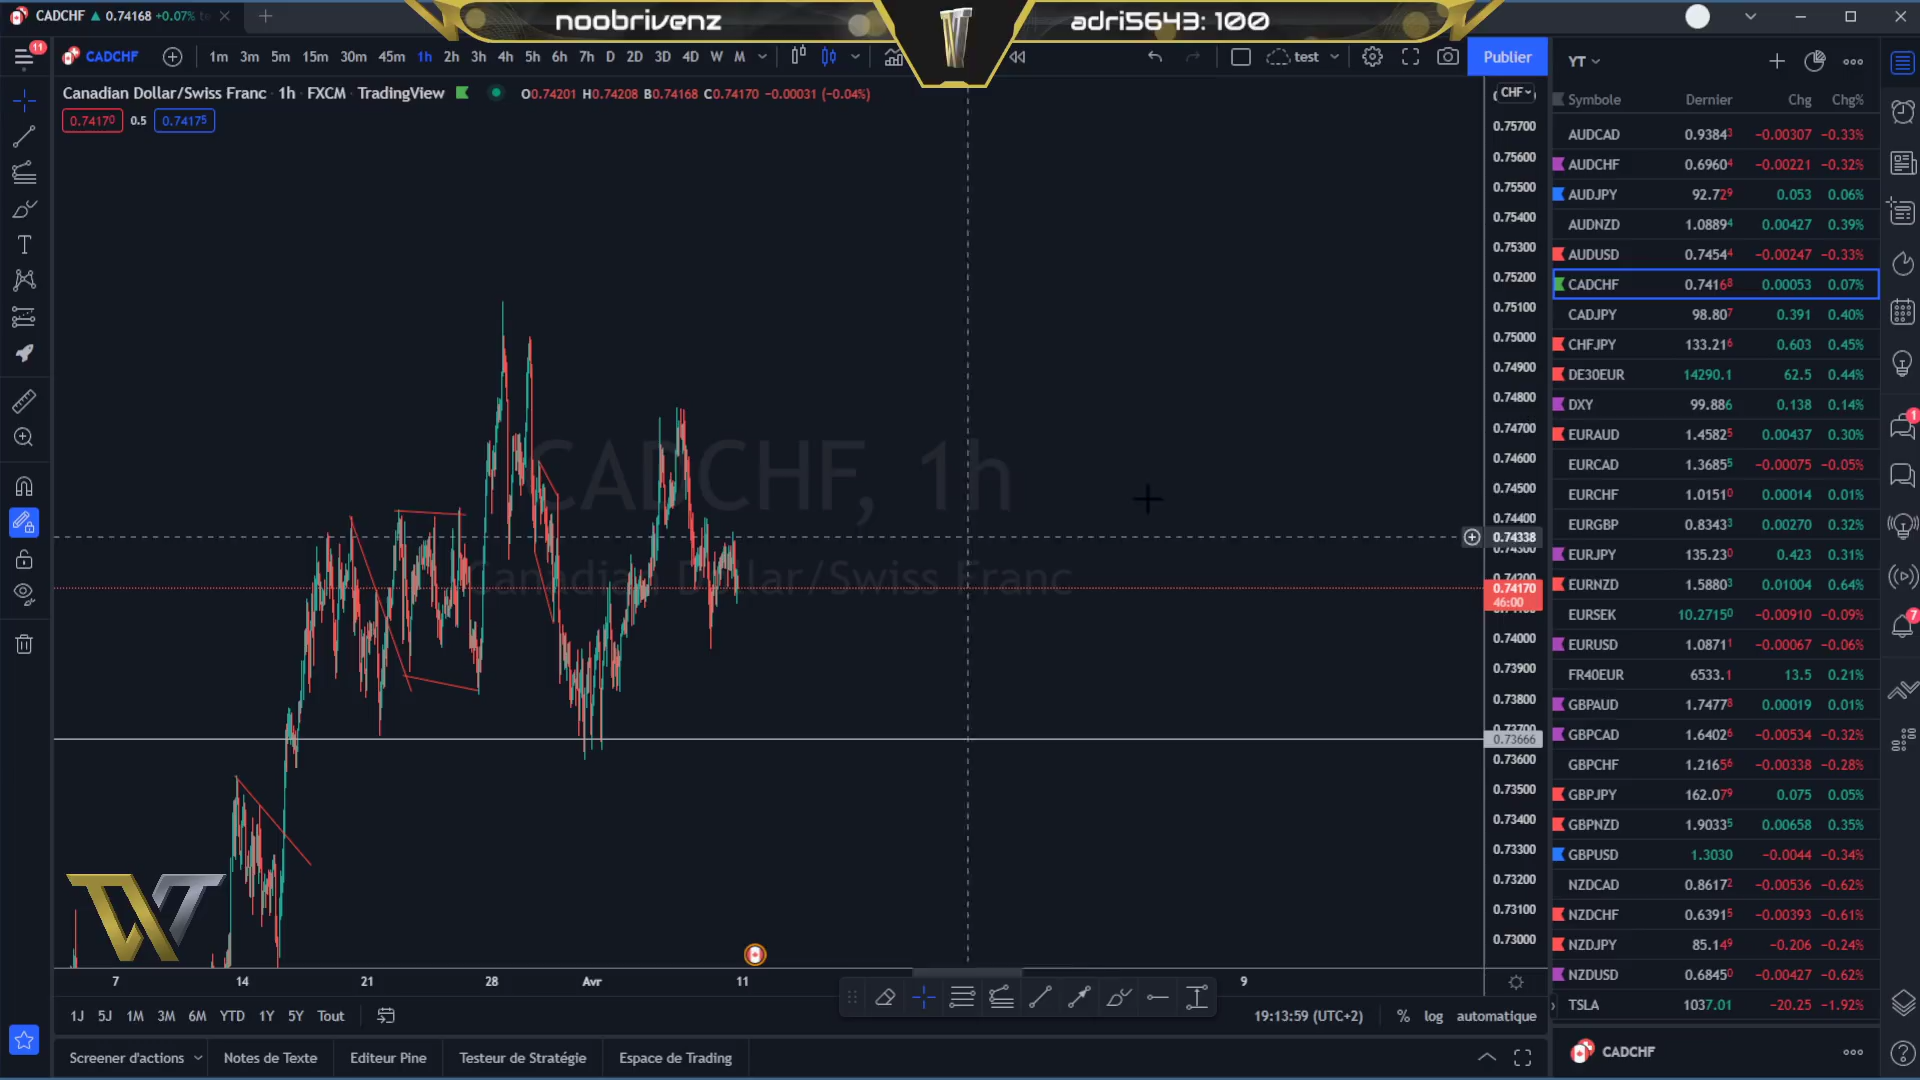 CADCHF ▲ 0.74168 +0.07%
noobrivenz
adri5643: 100
11
CADCHF
1m 3m 5m 15m 30m 45m 1h 2h 3h 4h 5h 6h 7h D 2D 3D 4D W M
test
Publier
YT
Canadian Dollar/Swiss Franc · 1h · FXCM · TradingView
O0.74201 H0.74208 B0.74168 C0.74170 −0.00031 (−0.04%)
0.74170 0.5 0.74175
CHF
0.75700
0.75600
0.75500
0.75400
0.75300
0.75200
0.75100
0.75000
0.74900
0.74800
0.74700
0.74600
0.74500
0.74400
0.74338
0.74300
0.74200
0.74170
46:00
0.74000
0.73900
0.73800
0.73700
0.73666
0.73600
0.73500
0.73400
0.73300
0.73200
0.73100
0.73000
CADCHF, 1h
Canadian Dollar/Swiss Franc
7 14 21 28 Avr 11 9
1J 5J 1M 3M 6M YTD 1Y 5Y Tout
19:13:59 (UTC+2) % log automatique
Screener d'actions Notes de Texte Editeur Pine Testeur de Stratégie Espace de Trading
Symbole Dernier Chg Chg%
AUDCAD 0.93843 −0.00307 −0.33%
AUDCHF 0.69604 −0.00221 −0.32%
AUDJPY 92.729 0.053 0.06%
AUDNZD 1.08894 0.00427 0.39%
AUDUSD 0.74544 −0.00247 −0.33%
CADCHF 0.74168 0.00053 0.07%
CADJPY 98.807 0.391 0.40%
CHFJPY 133.216 0.603 0.45%
DE30EUR 14290.1 62.5 0.44%
DXY 99.886 0.138 0.14%
EURAUD 1.45825 0.00437 0.30%
EURCAD 1.36855 −0.00075 −0.05%
EURCHF 1.01510 0.00014 0.01%
EURGBP 0.83433 0.00270 0.32%
EURJPY 135.230 0.423 0.31%
EURNZD 1.58803 0.01004 0.64%
EURSEK 10.27150 −0.00910 −0.09%
EURUSD 1.08711 −0.00067 −0.06%
FR40EUR 6533.1 13.5 0.21%
GBPAUD 1.74778 0.00019 0.01%
GBPCAD 1.64026 −0.00534 −0.32%
GBPCHF 1.21656 −0.00338 −0.28%
GBPJPY 162.079 0.075 0.05%
GBPNZD 1.90335 0.00658 0.35%
GBPUSD 1.3030 −0.0044 −0.34%
NZDCAD 0.86172 −0.00536 −0.62%
NZDCHF 0.63915 −0.00393 −0.61%
NZDJPY 85.149 −0.206 −0.24%
NZDUSD 0.68450 −0.00427 −0.62%
TSLA 1037.01 −20.25 −1.92%
CADCHF
1
7